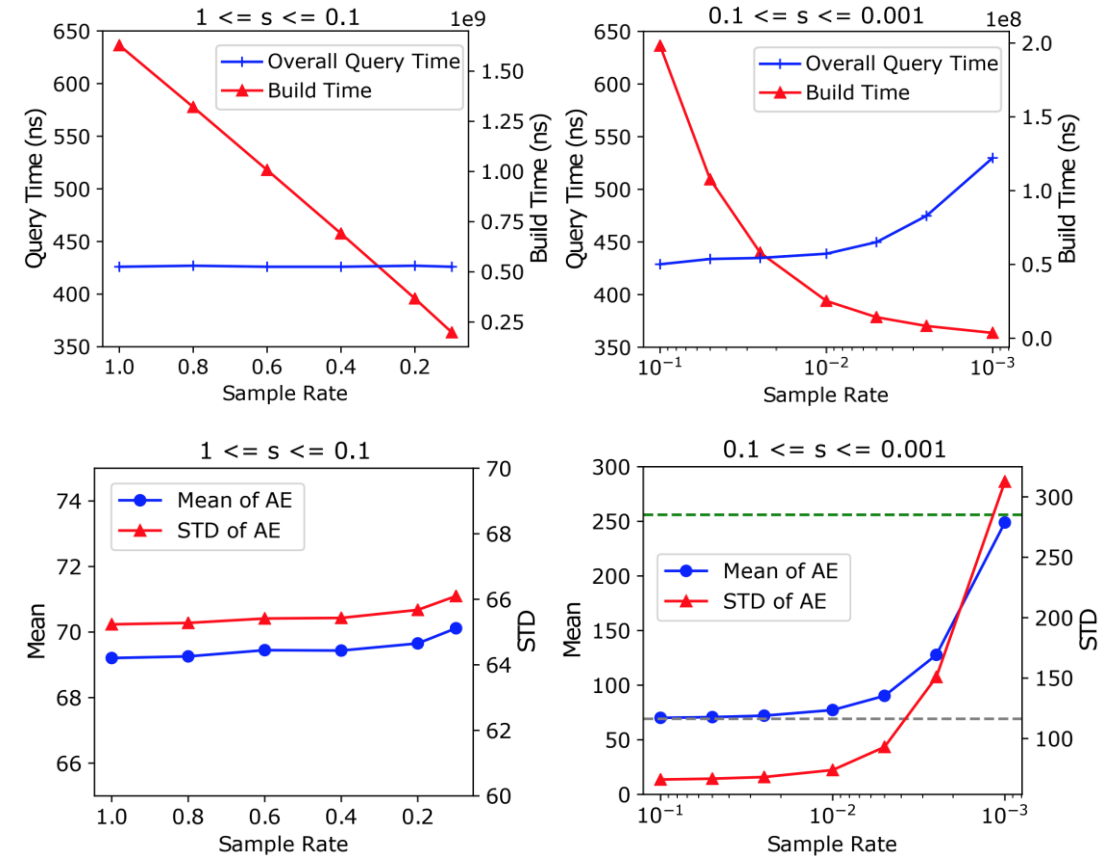 1 <= s <= 0.1
1e9
650
600
550
500
450
400
350
Query Time (ns)
Overall Query Time
Build Time
1.50
1.25
1.00
0.75
0.50
0.25
Build Time (ns)
1.0 0.8 0.6 0.4 0.2
Sample Rate
0.1 <= s <= 0.001
1e8
650
600
550
500
450
400
350
Query Time (ns)
Overall Query Time
Build Time
2.0
1.5
1.0
0.5
0.0
Build Time (ns)
10⁻¹ 10⁻² 10⁻³
Sample Rate
1 <= s <= 0.1
74
72
70
68
66
Mean
Mean of AE
STD of AE
70
68
66
64
62
60
STD
1.0 0.8 0.6 0.4 0.2
Sample Rate
0.1 <= s <= 0.001
300
250
200
150
100
50
0
Mean
Mean of AE
STD of AE
300
250
200
150
100
STD
10⁻¹ 10⁻² 10⁻³
Sample Rate